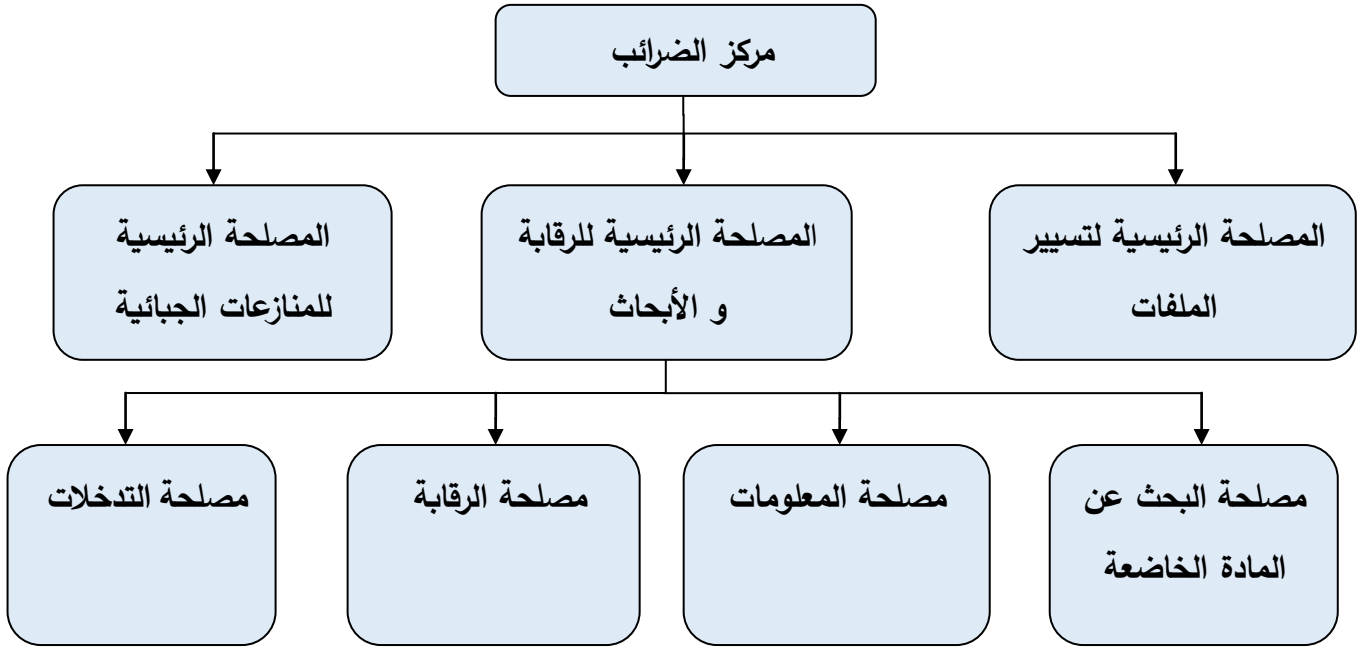 مركز الضرائب
المصلحة الرئيسية لتسيير
الملفات
المصلحة الرئيسية للرقابة
و الأبحاث
المصلحة الرئيسية
للمنازعات الجبائية
مصلحة البحث عن
المادة الخاضعة
مصلحة المعلومات
مصلحة الرقابة
مصلحة التدخلات